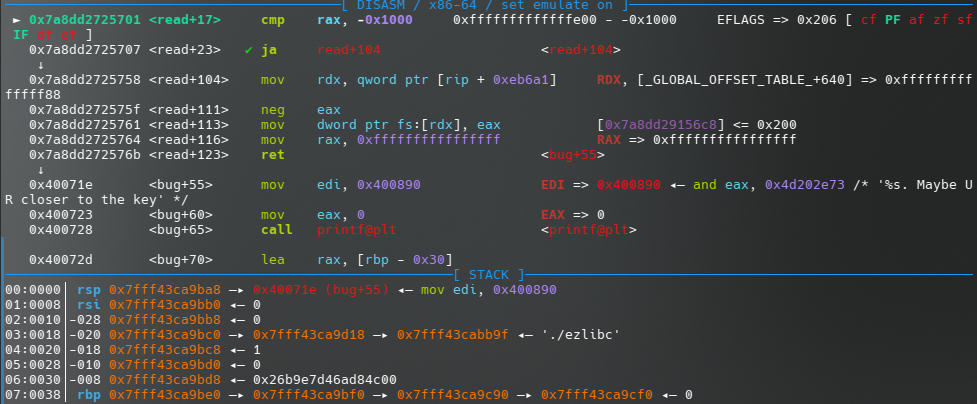 [ DISASM / x86-64 / set emulate on ]
► 0x7a8dd2725701 <read+17> cmp rax, -0x1000 0xfffffffffffffe00 - -0x1000 EFLAGS => 0x206 [ cf PF af zf sf
IF df of ]
0x7a8dd2725707 <read+23> ✔ ja read+104 <read+104>
↓
0x7a8dd2725758 <read+104> mov rdx, qword ptr [rip + 0xeb6a1] RDX, [_GLOBAL_OFFSET_TABLE_+640] => 0xfffffffff
fffff88
0x7a8dd272575f <read+111> neg eax
0x7a8dd2725761 <read+113> mov dword ptr fs:[rdx], eax [0x7a8dd29156c8] <= 0x200
0x7a8dd2725764 <read+116> mov rax, 0xffffffffffffffff RAX => 0xffffffffffffffff
0x7a8dd272576b <read+123> ret <bug+55>
↓
0x40071e <bug+55> mov edi, 0x400890 EDI => 0x400890 ◂— and eax, 0x4d202e73 /* '%s. Maybe U
R closer to the key' */
0x400723 <bug+60> mov eax, 0 EAX => 0
0x400728 <bug+65> call printf@plt <printf@plt>
0x40072d <bug+70> lea rax, [rbp - 0x30]
[ STACK ]
00:0000│ rsp 0x7fff43ca9ba8 —▸ 0x40071e (bug+55) ◂— mov edi, 0x400890
01:0008│ rsi 0x7fff43ca9bb0 ◂— 0
02:0010│-028 0x7fff43ca9bb8 ◂— 0
03:0018│-020 0x7fff43ca9bc0 —▸ 0x7fff43ca9d18 —▸ 0x7fff43cabb9f ◂— './ezlibc'
04:0020│-018 0x7fff43ca9bc8 ◂— 1
05:0028│-010 0x7fff43ca9bd0 ◂— 0
06:0030│-008 0x7fff43ca9bd8 ◂— 0x26b9e7d46ad84c00
07:0038│ rbp 0x7fff43ca9be0 —▸ 0x7fff43ca9bf0 —▸ 0x7fff43ca9c90 —▸ 0x7fff43ca9cf0 ◂— 0